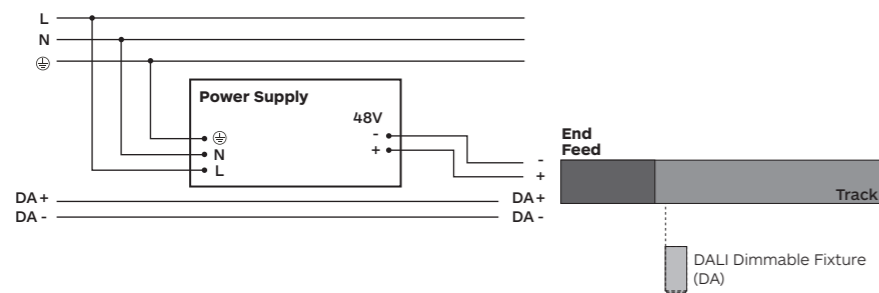 L
N
⏚
Power Supply
48V
-
+
⏚
N
L
-
+
End
Feed
DA +
DA -
DA +
DA -
Track
DALI Dimmable Fixture
(DA)